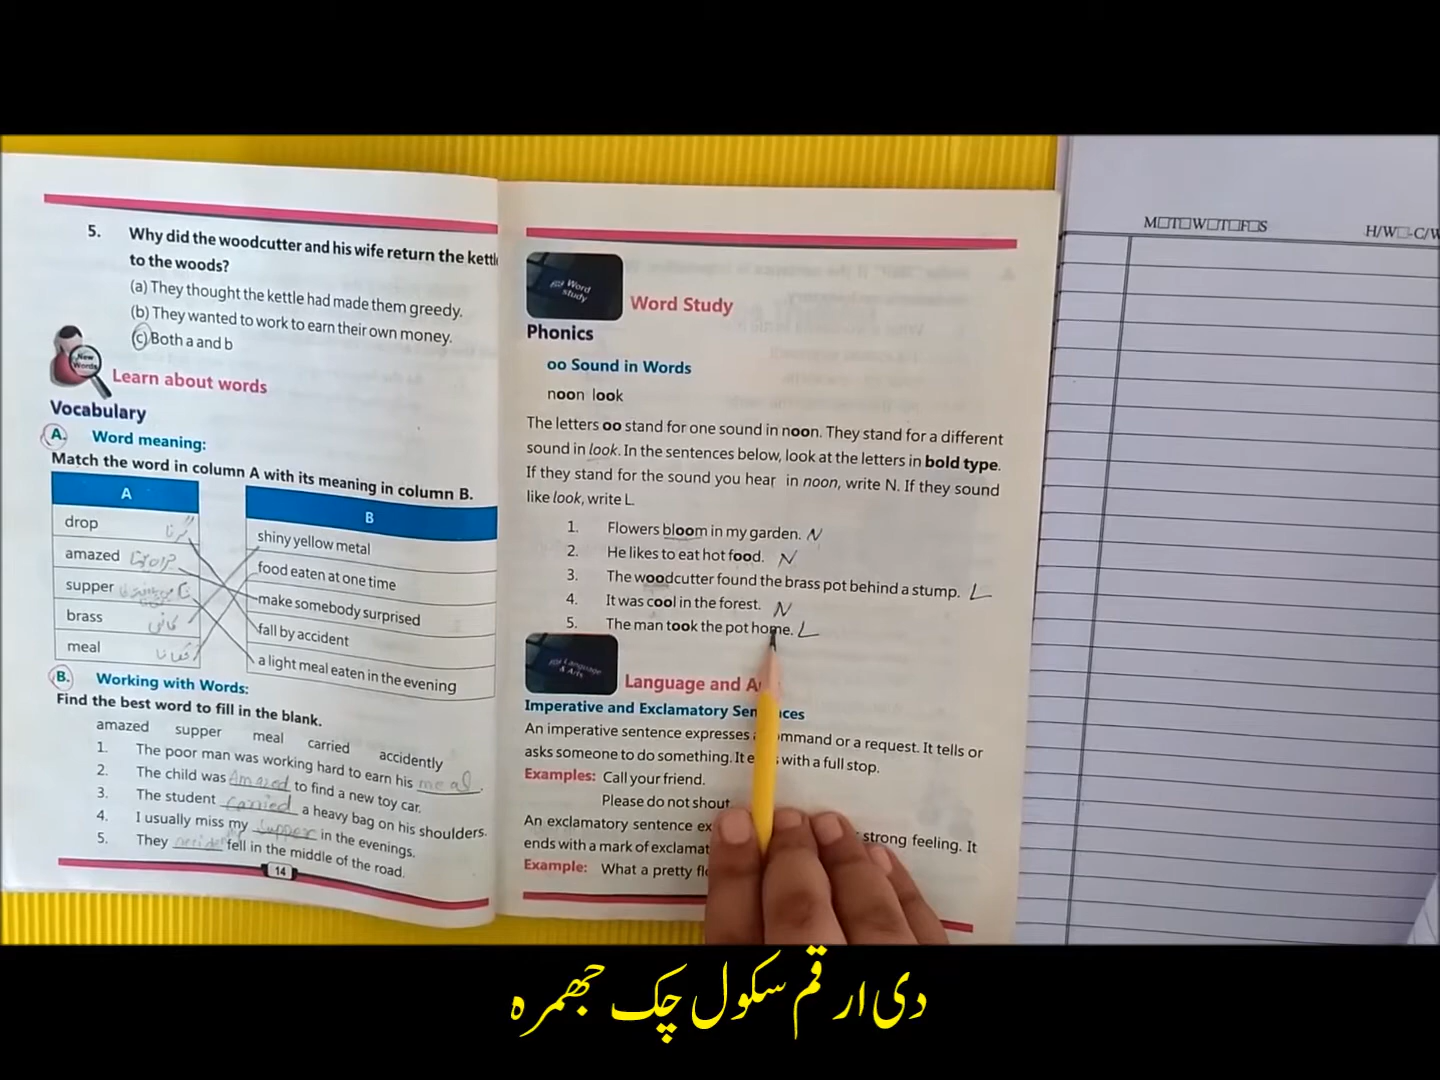 5. Why did the woodcutter and his wife return the kettle
to the woods?
(a) They thought the kettle had made them greedy.
(b) They wanted to work to earn their own money.
(c) Both a and b
New
Words
Learn about words
Vocabulary
A. Word meaning:
Match the word in column A with its meaning in column B.
A
drop گرنا
amazed
supper
brass
meal
B
shiny yellow metal
food eaten at one time
make somebody surprised
fall by accident
a light meal eaten in the evening
B. Working with Words:
Find the best word to fill in the blank.
amazed supper meal carried accidently
1. The poor man was working hard to earn his meal.
2. The child was Amazed to find a new toy car.
3. The student carried a heavy bag on his shoulders.
4. I usually miss my supper in the evenings.
5. They fell in the middle of the road.
14
Word
study
Word Study
Phonics
oo Sound in Words
noon look
The letters oo stand for one sound in noon. They stand for a different
sound in look. In the sentences below, look at the letters in bold type.
If they stand for the sound you hear in noon, write N. If they sound
like look, write L.
1. Flowers bloom in my garden. N
2. He likes to eat hot food. N
3. The woodcutter found the brass pot behind a stump. L
4. It was cool in the forest. N
5. The man took the pot home. L
Language
& Arts
Language and A
Imperative and Exclamatory Sentences
An imperative sentence expresses a command or a request. It tells or
asks someone to do something. It ends with a full stop.
Examples: Call your friend.
Please do not shout
An exclamatory sentence ex strong feeling. It
ends with a mark of exclamat
Example: What a pretty fl
M□T□W□T□F□S
H/W□-C/W
دی ارقم سکول چک جھمرہ